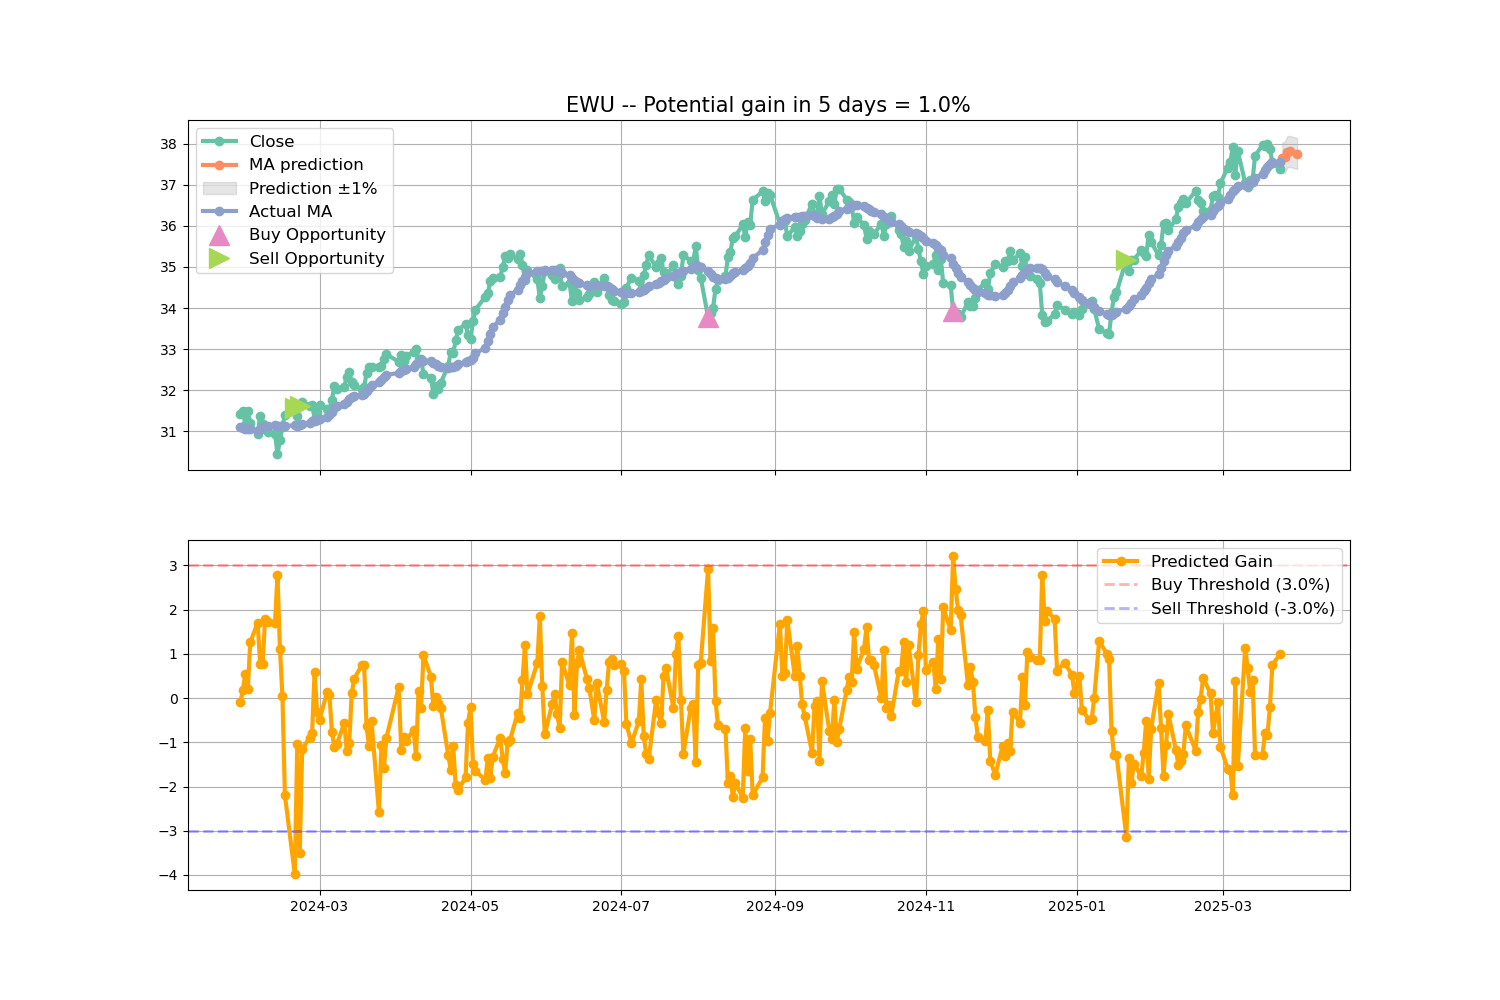 EWU -- Potential gain in 5 days = 1.0%
38
37
36
35
34
33
32
31
Close
MA prediction
Prediction ±1%
Actual MA
Buy Opportunity
Sell Opportunity
3
2
1
0
−1
−2
−3
−4
Predicted Gain
Buy Threshold (3.0%)
Sell Threshold (-3.0%)
2024-03 2024-05 2024-07 2024-09 2024-11 2025-01 2025-03